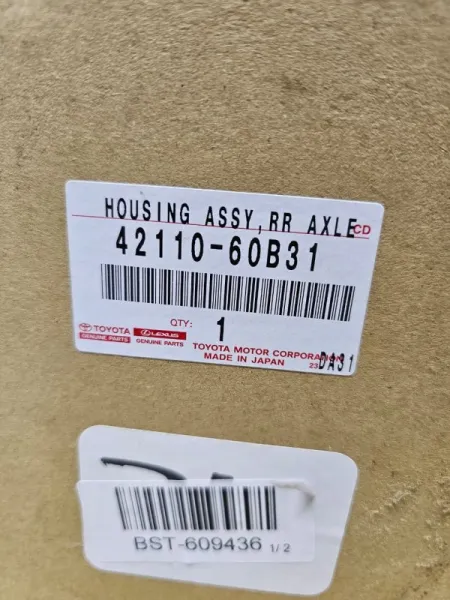 HOUSING ASSY,RR AXLE
CD
42110-60B31
QTY: 1
TOYOTA
GENUINE PARTS
LEXUS
GENUINE PARTS
TOYOTA MOTOR CORPORATION
MADE IN JAPAN
23
DA31
BST-609436 1/2